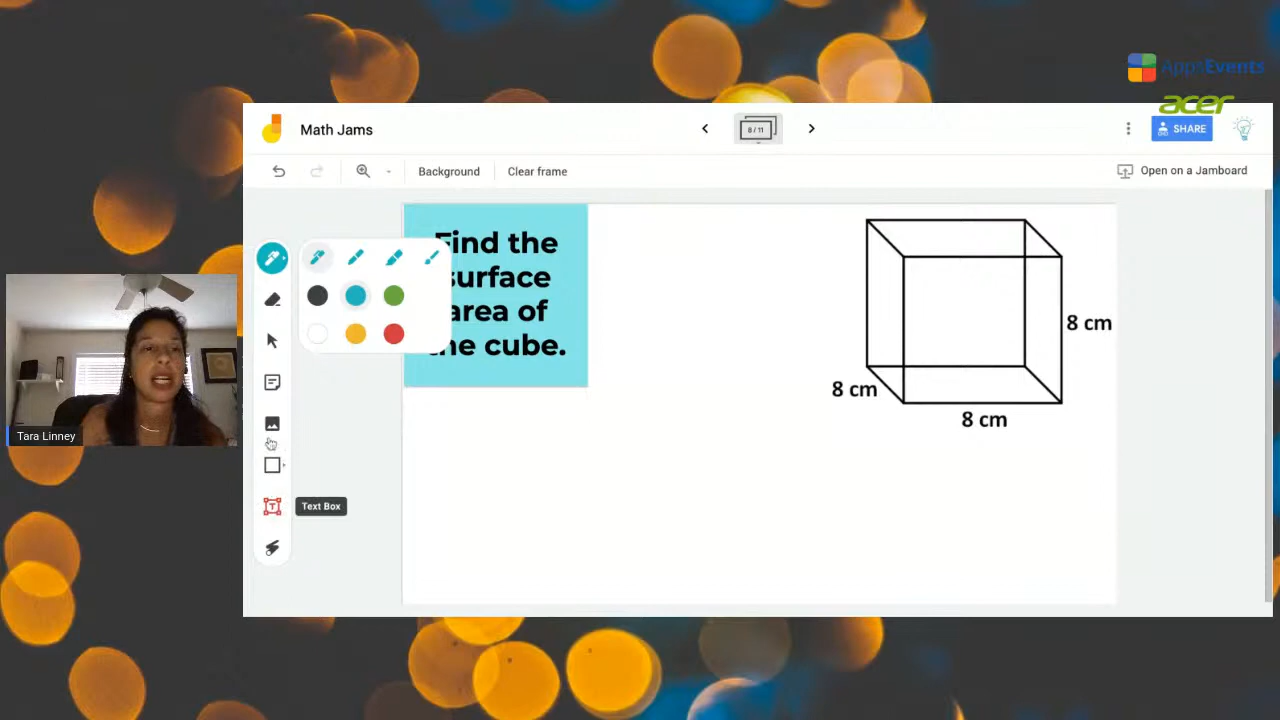 AppsEvents
acer
Math Jams
8 / 11
SHARE
Background
Clear frame
Open on a Jamboard
Find the
surface
area of
the cube.
8 cm
8 cm
8 cm
Text Box
Tara Linney